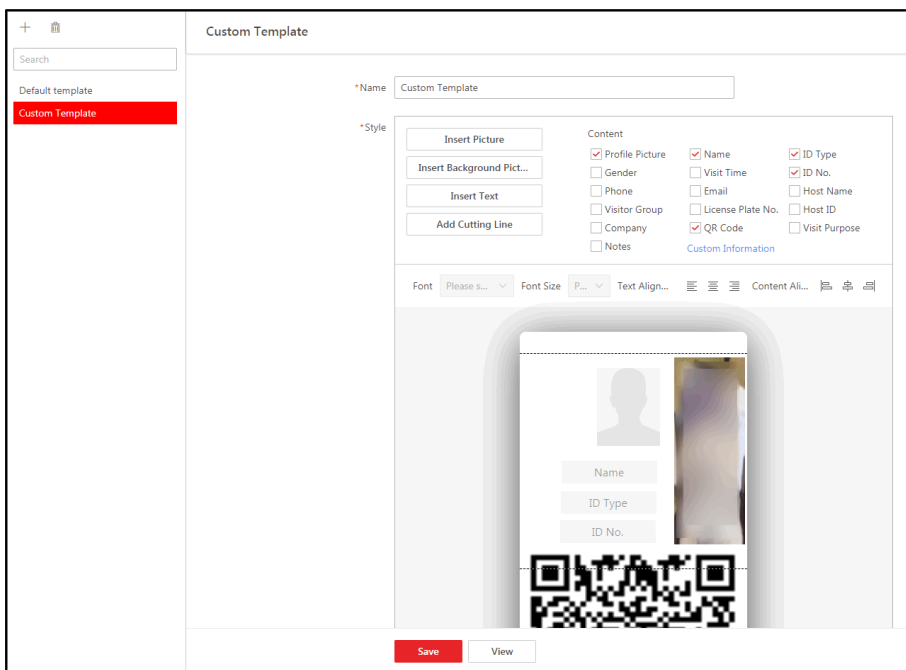 Custom Template
Search
Default template
Custom Template
*Name Custom Template
*Style
Insert Picture
Insert Background Pict...
Insert Text
Add Cutting Line
Content
Profile Picture Name ID Type
Gender Visit Time ID No.
Phone Email Host Name
Visitor Group License Plate No. Host ID
Company QR Code Visit Purpose
Notes Custom Information
Font Please s... Font Size P... Text Align... Content Ali...
Name
ID Type
ID No.
Save View